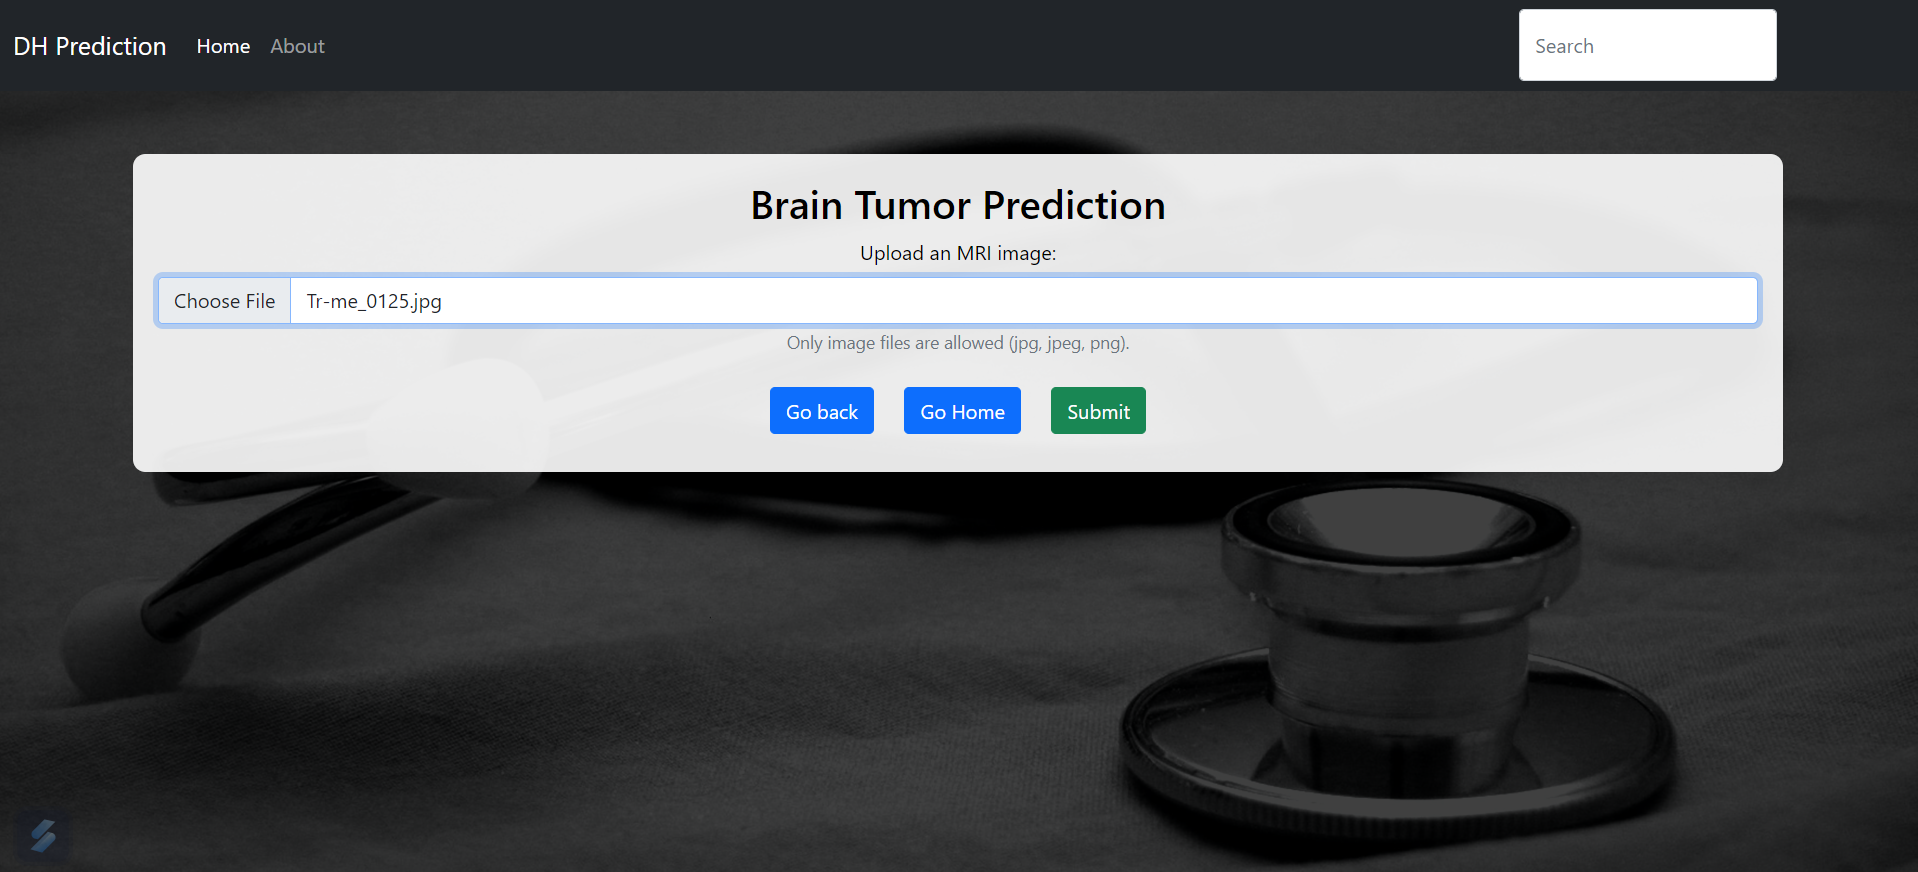 DH Prediction Home About Search
Brain Tumor Prediction
Upload an MRI image:
Choose File Tr-me_0125.jpg
Only image files are allowed (jpg, jpeg, png).
Go back Go Home Submit